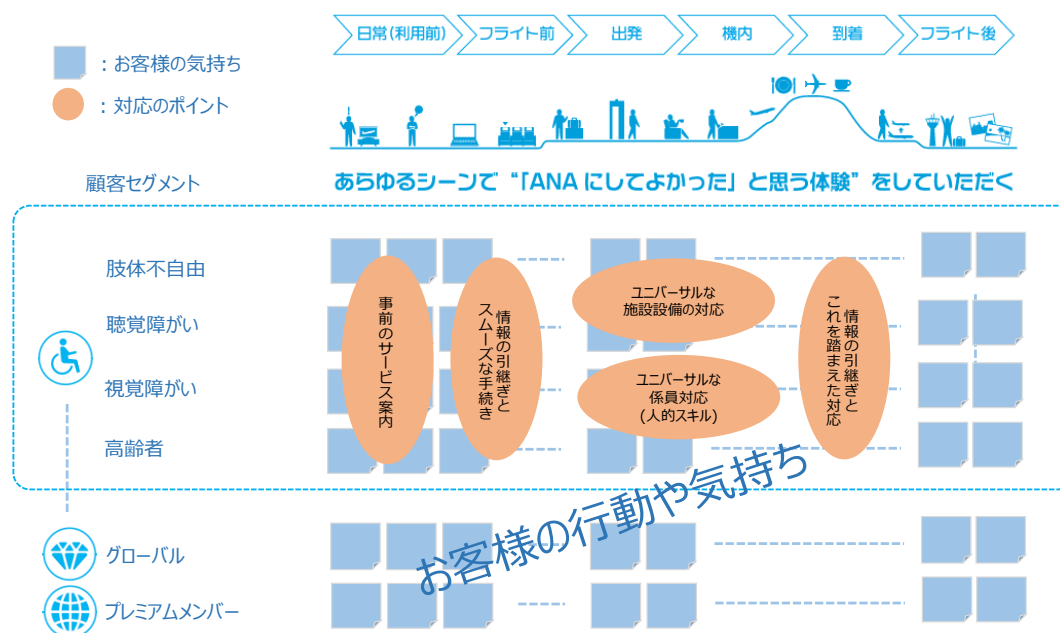 日常(利用前)
フライト前
出発
機内
到着
フライト後
：お客様の気持ち
：対応のポイント
顧客セグメント
あらゆるシーンで “「ANA にしてよかった」と思う体験” をしていただく
肢体不自由
聴覚障がい
視覚障がい
高齢者
事前のサービス案内
情報の引継ぎと
スムーズな手続き
ユニバーサルな
施設設備の対応
ユニバーサルな
係員対応
(人的スキル)
情報の引継ぎと
これを踏まえた対応
お客様の行動や気持ち
グローバル
プレミアムメンバー